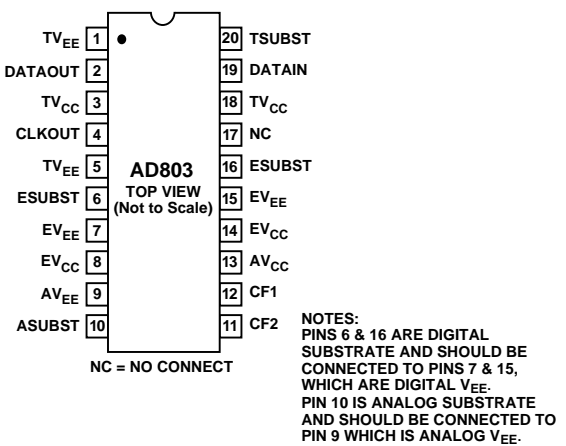 TVEE 1 20 TSUBST
DATAOUT 2 19 DATAIN
TVCC 3 18 TVCC
CLKOUT 4 17 NC
TVEE 5 16 ESUBST
AD803
TOP VIEW
(Not to Scale)
ESUBST 6 15 EVEE
EVEE 7 14 EVCC
EVCC 8 13 AVCC
AVEE 9 12 CF1
ASUBST 10 11 CF2
NC = NO CONNECT
NOTES:
PINS 6 & 16 ARE DIGITAL
SUBSTRATE AND SHOULD BE
CONNECTED TO PINS 7 & 15,
WHICH ARE DIGITAL VEE.
PIN 10 IS ANALOG SUBSTRATE
AND SHOULD BE CONNECTED TO
PIN 9 WHICH IS ANALOG VEE.